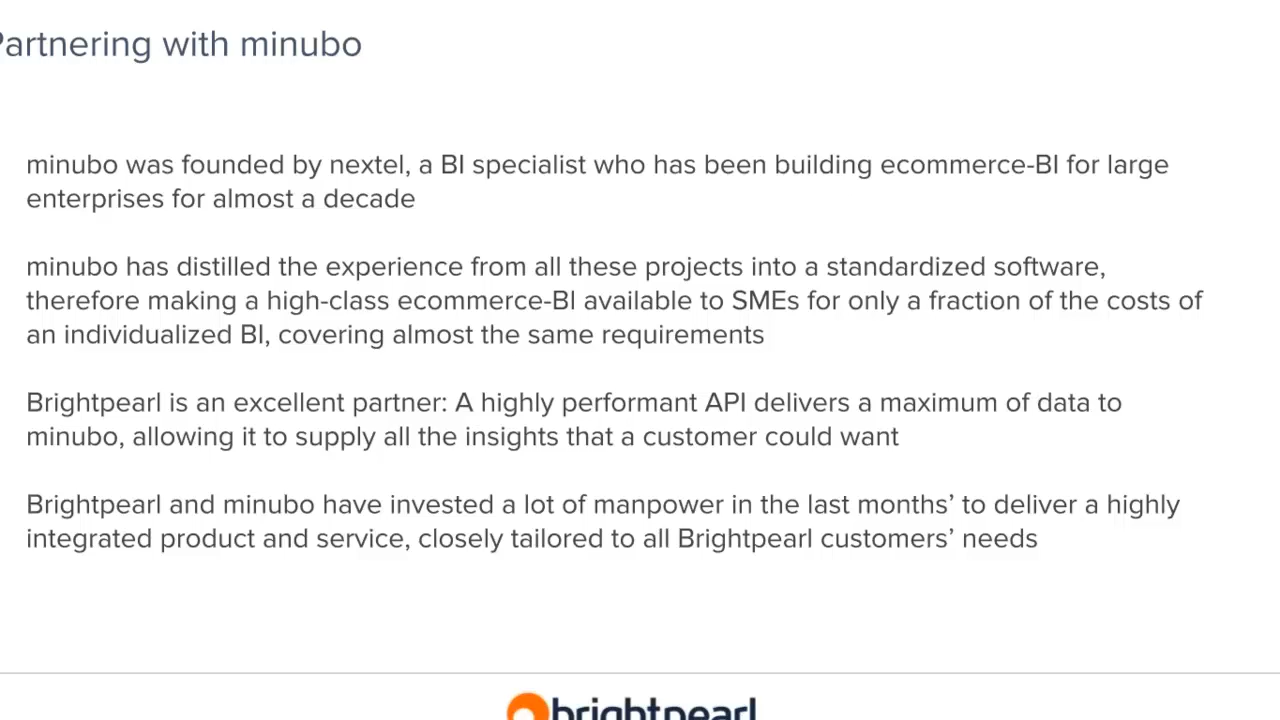 Partnering with minubo
minubo was founded by nextel, a BI specialist who has been building ecommerce-BI for large
enterprises for almost a decade
minubo has distilled the experience from all these projects into a standardized software,
therefore making a high-class ecommerce-BI available to SMEs for only a fraction of the costs of
an individualized BI, covering almost the same requirements
Brightpearl is an excellent partner: A highly performant API delivers a maximum of data to
minubo, allowing it to supply all the insights that a customer could want
Brightpearl and minubo have invested a lot of manpower in the last months’ to deliver a highly
integrated product and service, closely tailored to all Brightpearl customers’ needs
brightpearl